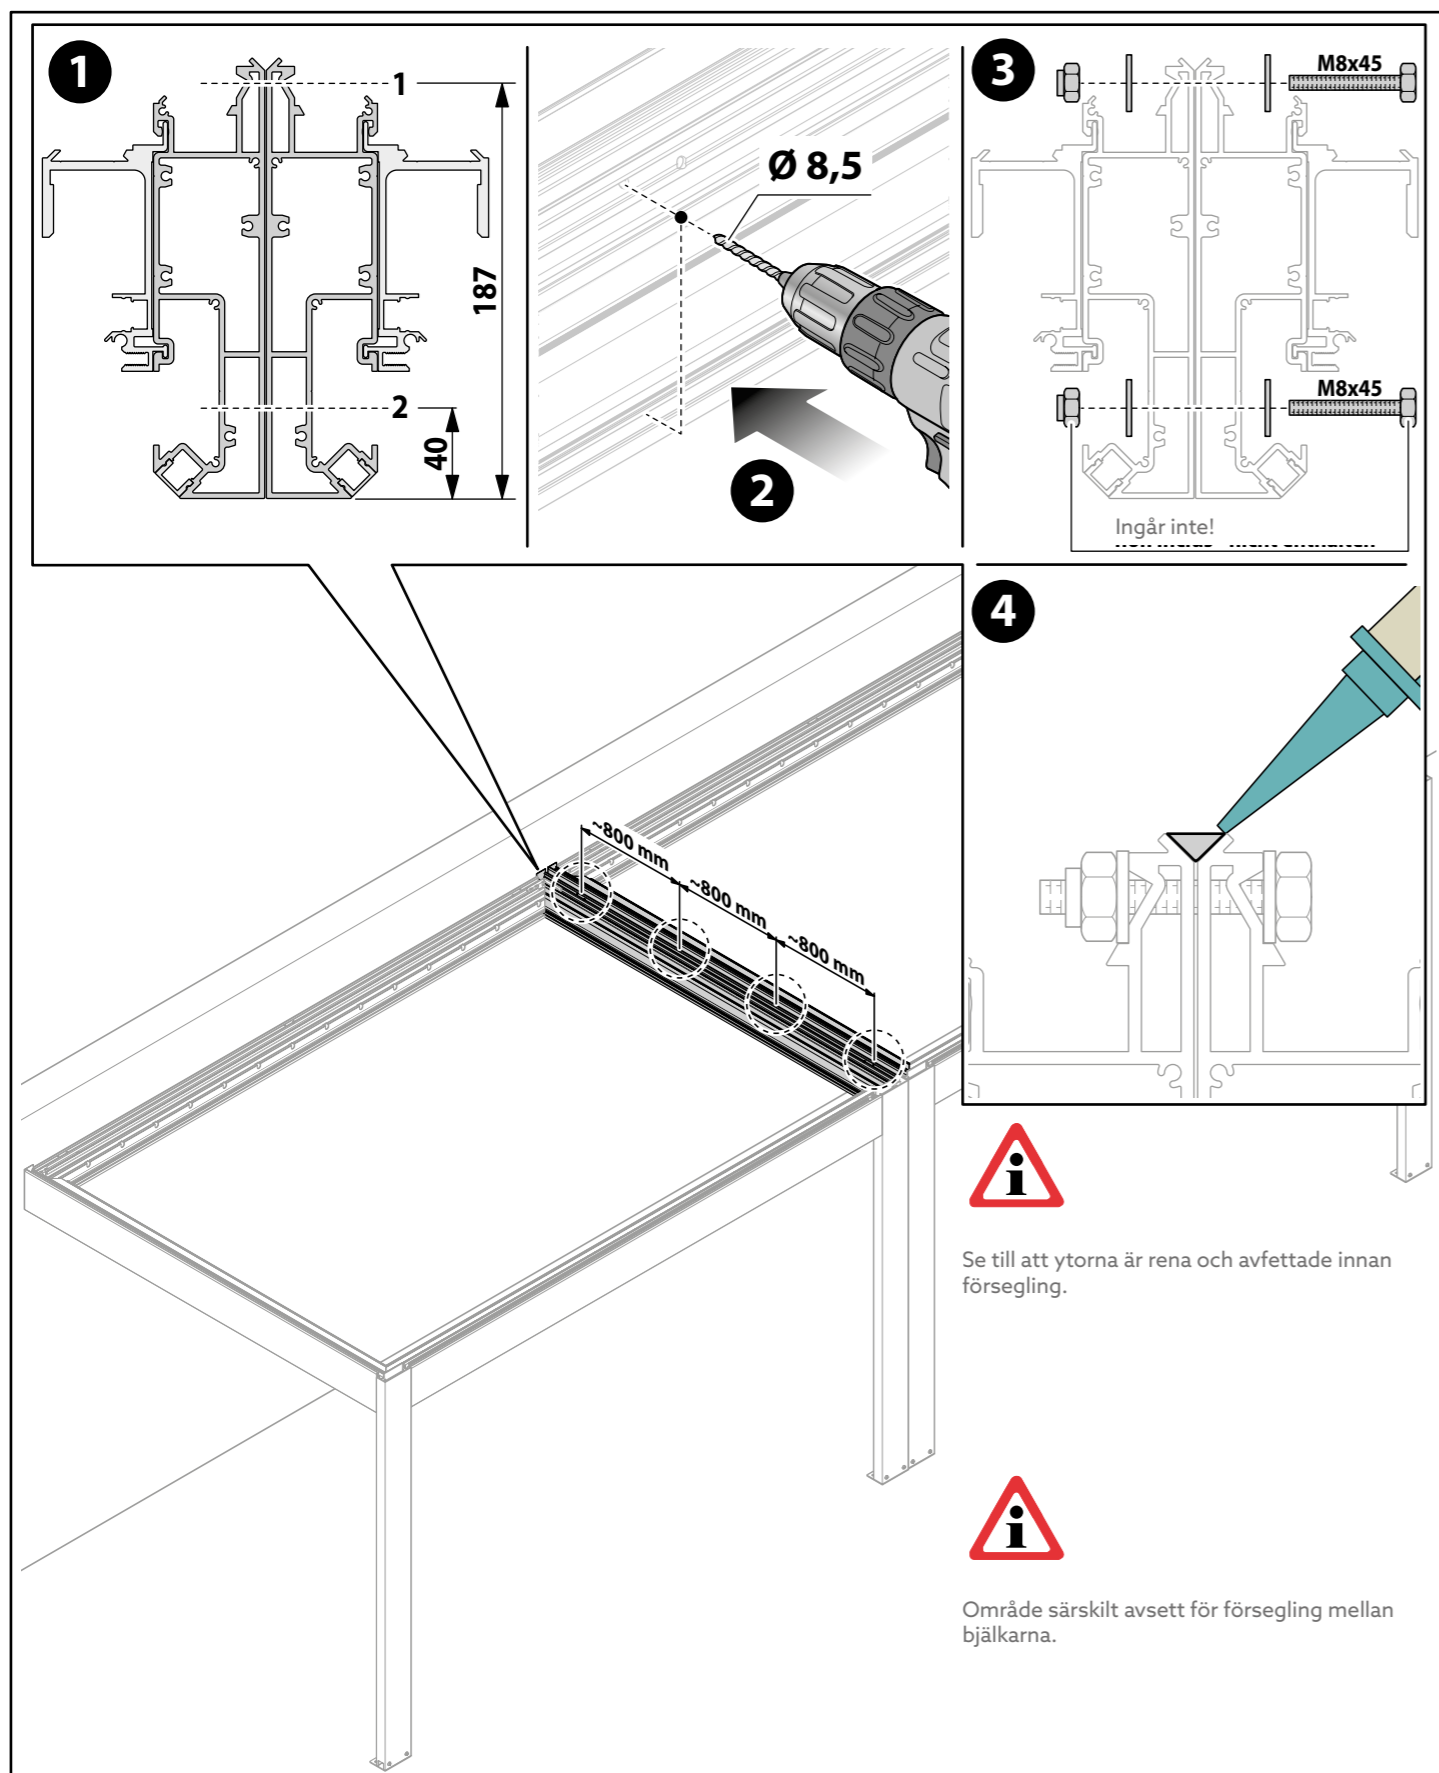 1
1
187
2
40
Ø 8,5
2
3
M8x45
M8x45
Ingår inte!
4
~800 mm
~800 mm
~800 mm
Se till att ytorna är rena och avfettade innan
försegling.
Område särskilt avsett för försegling mellan
bjälkarna.